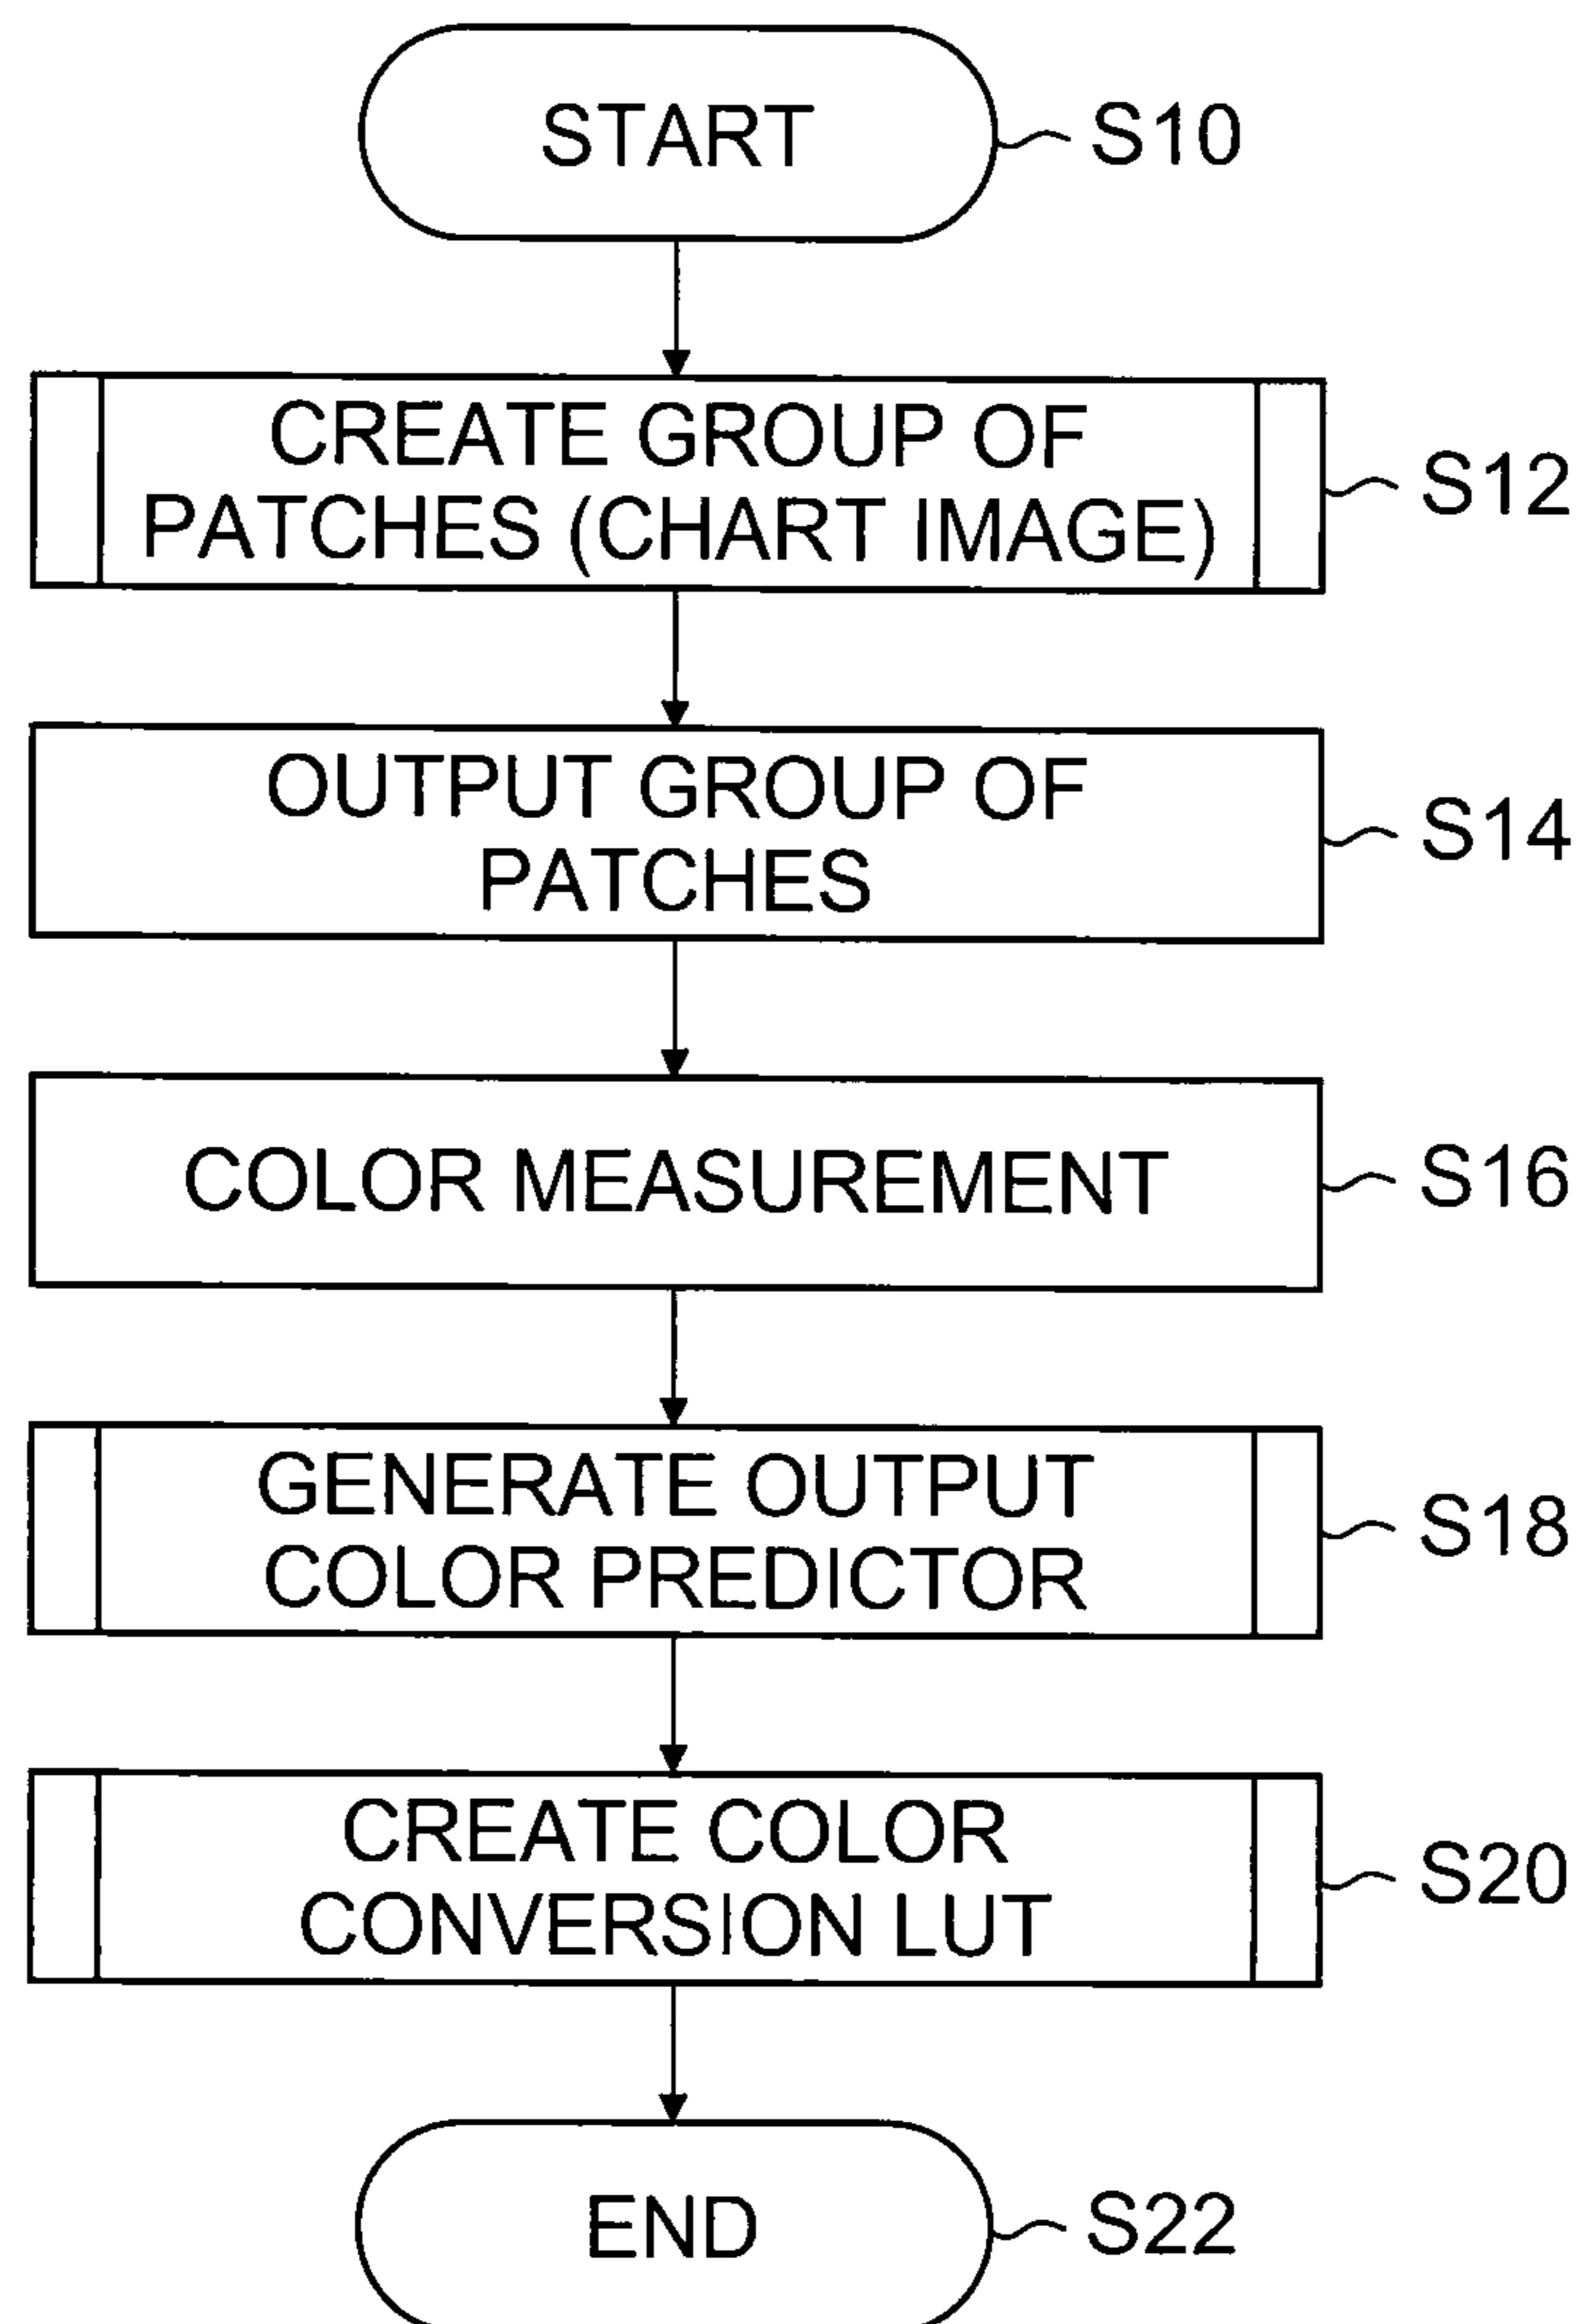 START
S10
CREATE GROUP OF
PATCHES (CHART IMAGE)
S12
OUTPUT GROUP OF
PATCHES
S14
COLOR MEASUREMENT
S16
GENERATE OUTPUT
COLOR PREDICTOR
S18
CREATE COLOR
CONVERSION LUT
S20
END
S22